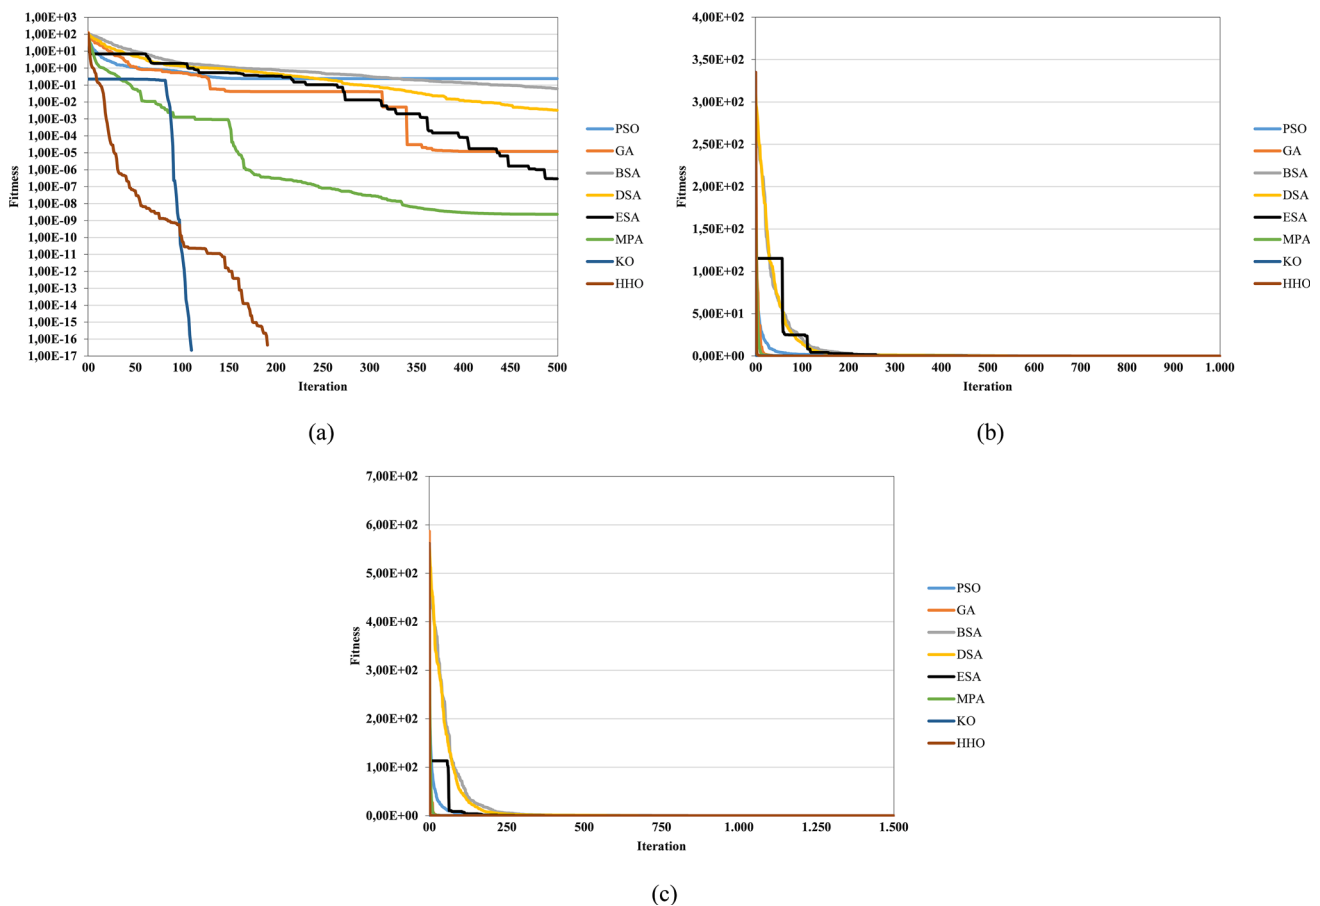 1,00E+03
1,00E+02
1,00E+01
1,00E+00
1,00E-01
1,00E-02
1,00E-03
1,00E-04
1,00E-05
1,00E-06
1,00E-07
1,00E-08
1,00E-09
1,00E-10
1,00E-11
1,00E-12
1,00E-13
1,00E-14
1,00E-15
1,00E-16
1,00E-17
Fitmess
00 50 100 150 200 250 300 350 400 450 500
Iteration
PSO
GA
BSA
DSA
ESA
MPA
KO
HHO
(a)
4,00E+02
3,50E+02
3,00E+02
2,50E+02
2,00E+02
1,50E+02
1,00E+02
5,00E+01
0,00E+00
Fitness
00 100 200 300 400 500 600 700 800 900 1.000
Iteration
PSO
GA
BSA
DSA
ESA
MPA
KO
HHO
(b)
7,00E+02
6,00E+02
5,00E+02
4,00E+02
3,00E+02
2,00E+02
1,00E+02
0,00E+00
Fitness
00 250 500 750 1.000 1.250 1.500
Iteration
PSO
GA
BSA
DSA
ESA
MPA
KO
HHO
(c)